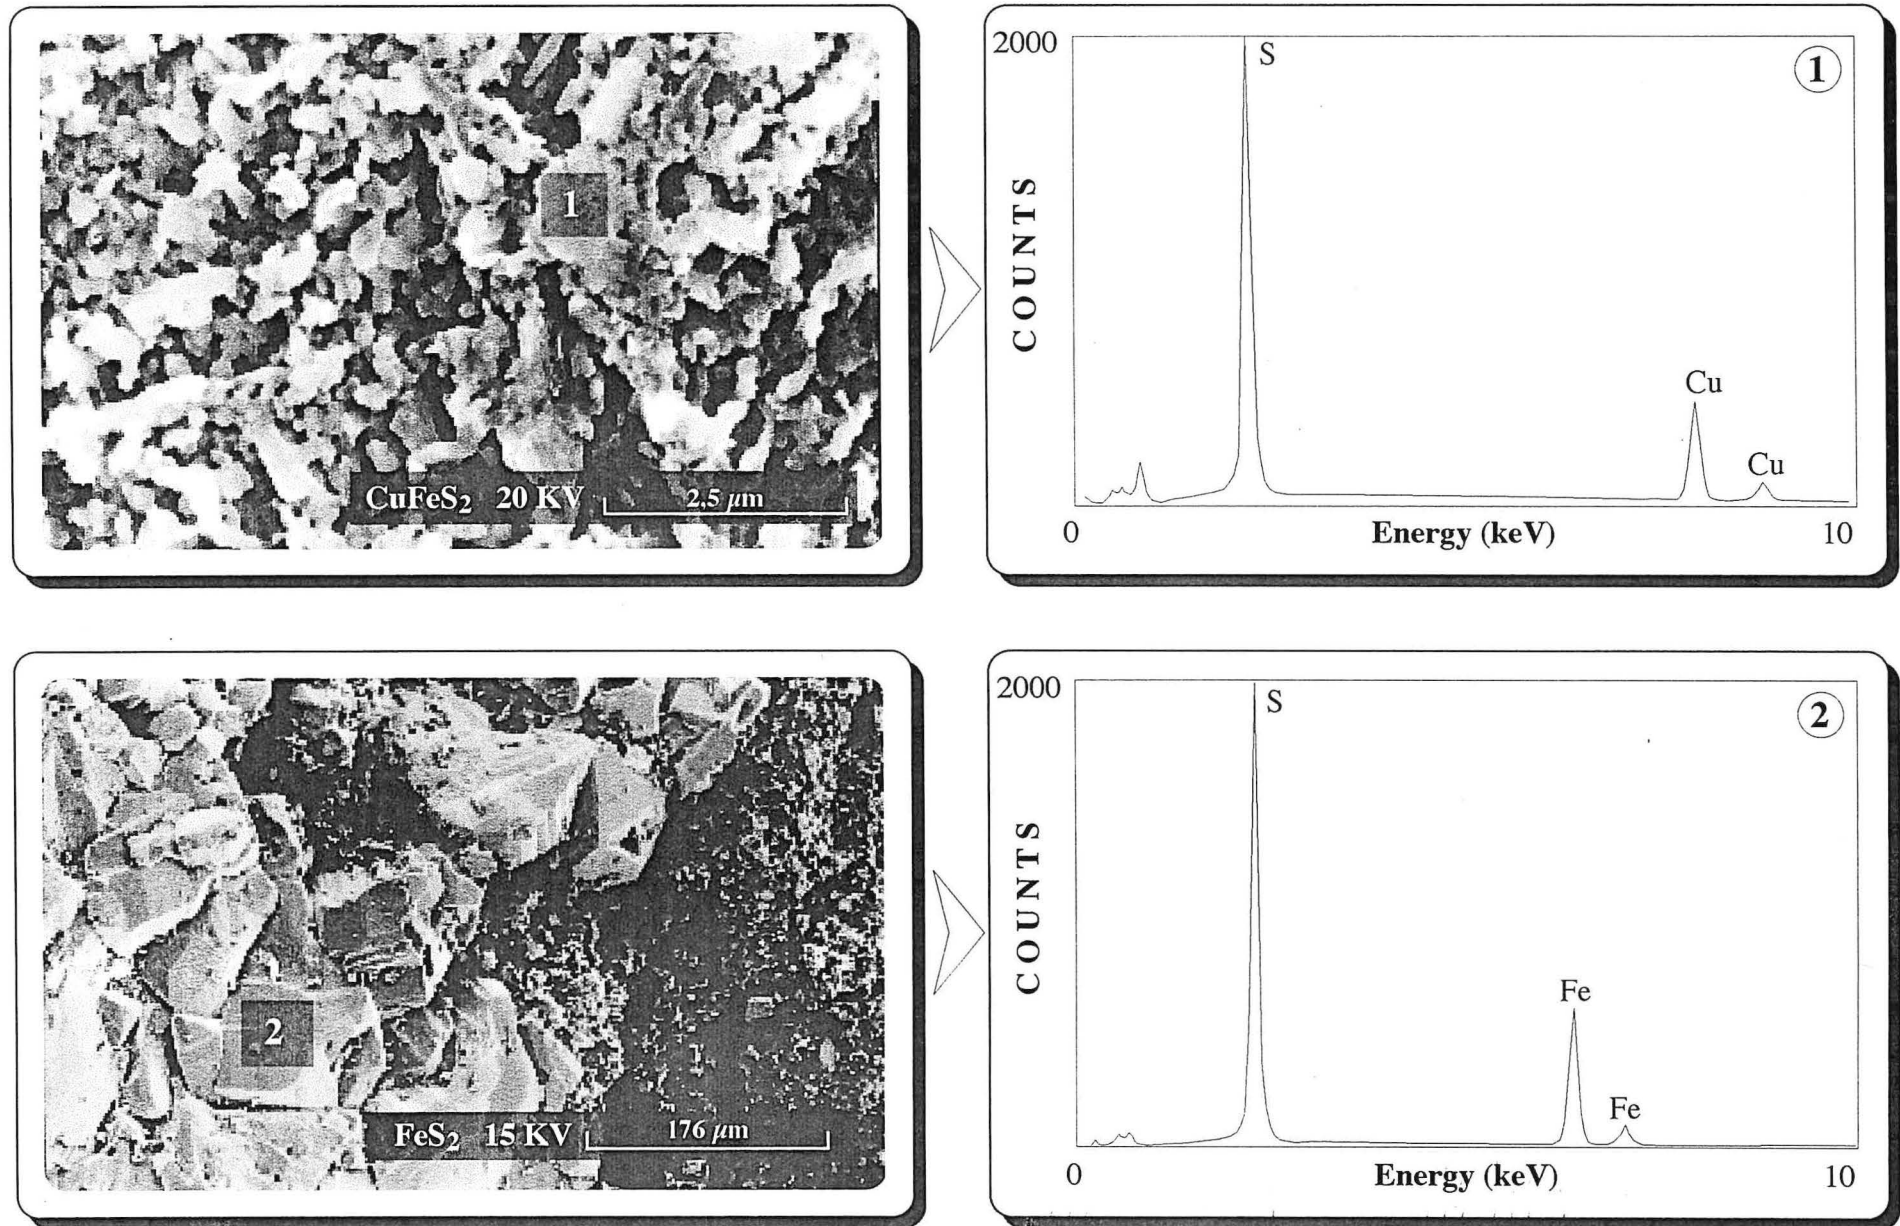 1
CuFeS2 20 KV 2,5 µm
2000
S
1
COUNTS
Cu
Cu
0
Energy (keV)
10
2
FeS2 15 KV 176 µm
2000
S
2
COUNTS
Fe
Fe
0
Energy (keV)
10